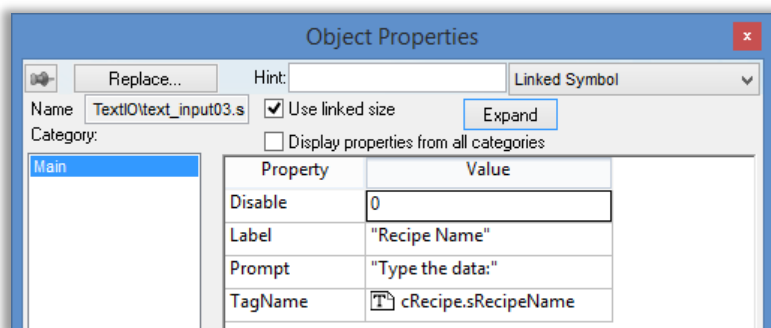 Object Properties
x
Replace... Hint: Linked Symbol
Name TextIO\text_input03.s Use linked size Expand
Category: Display properties from all categories
Main Property Value
Disable 0
Label "Recipe Name"
Prompt "Type the data:"
TagName T cRecipe.sRecipeName